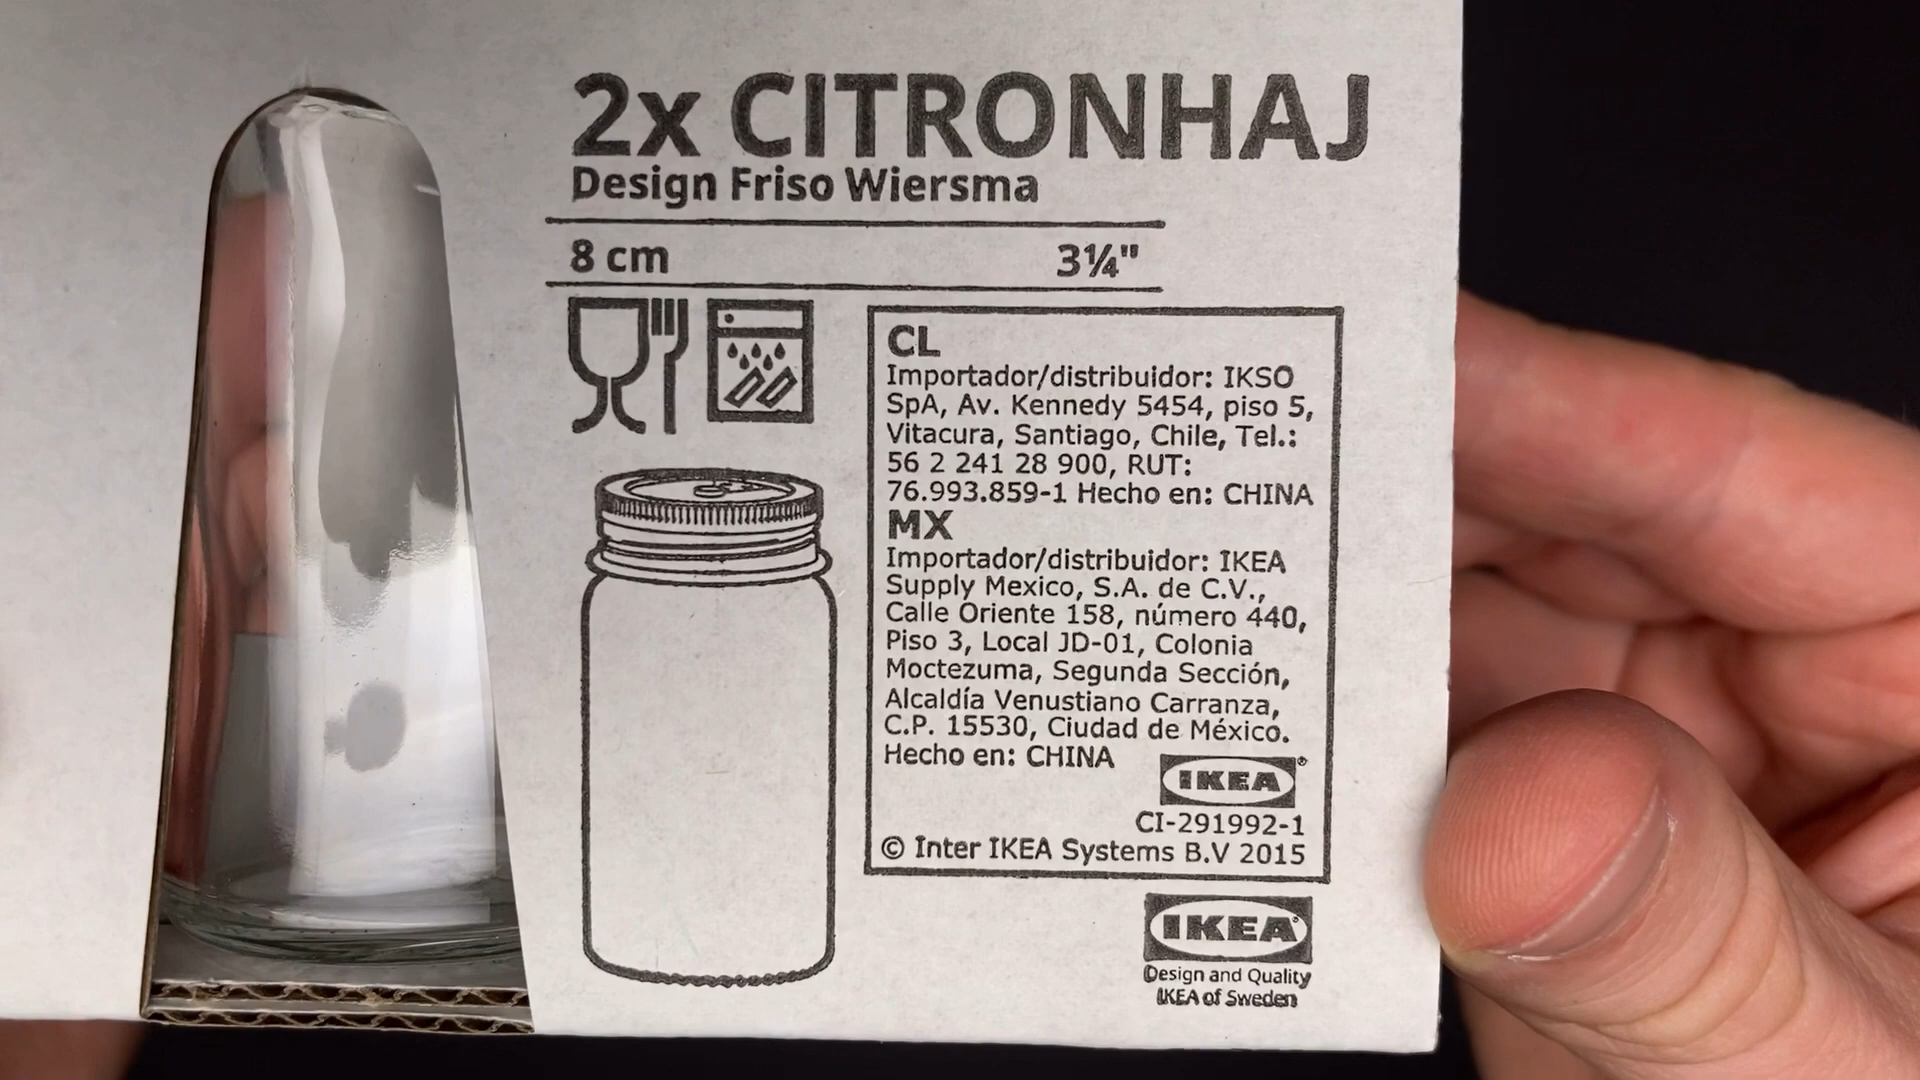 2x CITRONHAJ
Design Friso Wiersma
8 cm 3¼"
CL
Importador/distribuidor: IKSO
SpA, Av. Kennedy 5454, piso 5,
Vitacura, Santiago, Chile, Tel.:
56 2 241 28 900, RUT:
76.993.859-1 Hecho en: CHINA
MX
Importador/distribuidor: IKEA
Supply Mexico, S.A. de C.V.,
Calle Oriente 158, número 440,
Piso 3, Local JD-01, Colonia
Moctezuma, Segunda Sección,
Alcaldía Venustiano Carranza,
C.P. 15530, Ciudad de México.
Hecho en: CHINA
IKEA®
CI-291992-1
© Inter IKEA Systems B.V 2015
IKEA®
Design and Quality
IKEA of Sweden